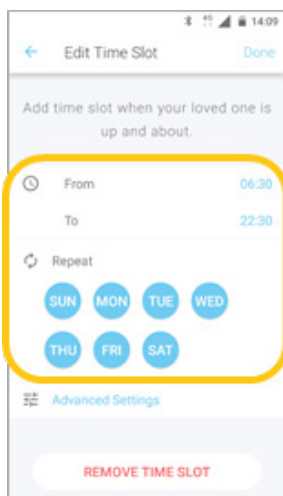 14:09
Edit Time Slot Done
Add time slot when your loved one is
up and about.
From 06:30
To 22:30
Repeat
SUN MON TUE WED
THU FRI SAT
Advanced Settings
REMOVE TIME SLOT